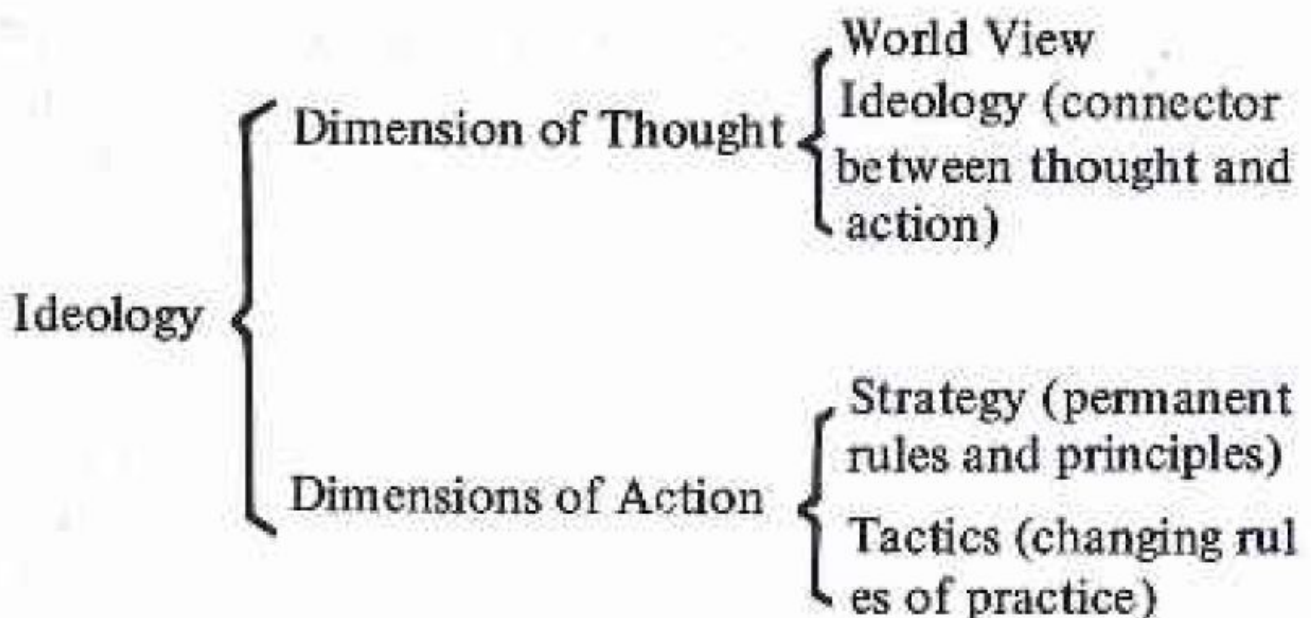 World View
Dimension of Thought
Ideology (connector
between thought and
action)
Ideology
Strategy (permanent
rules and principles)
Dimensions of Action
Tactics (changing rul
es of practice)